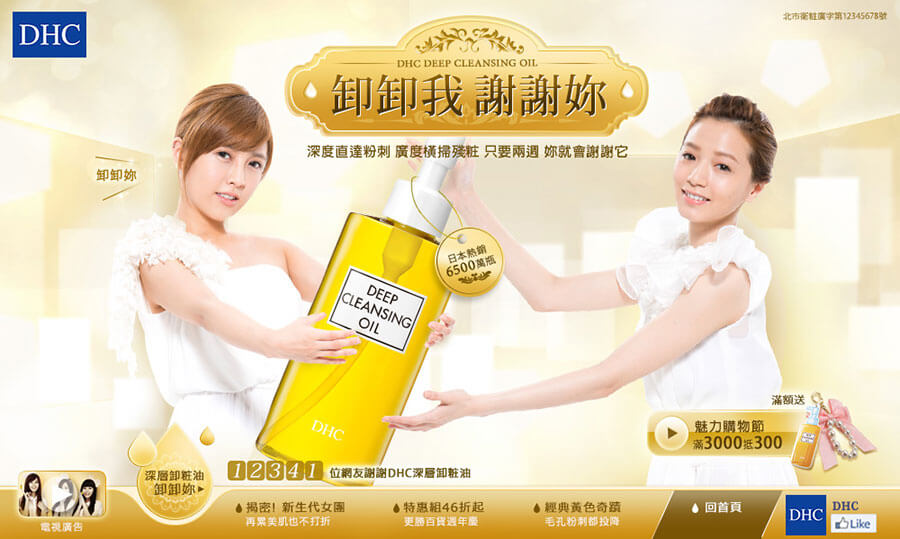 DHC
北市衛粧廣字第12345678號
DHC DEEP CLEANSING OIL
卸卸我 謝謝妳
深度直達粉刺 廣度橫掃殘粧 只要兩週 妳就會謝謝它
卸卸妳
日本熱銷
6500萬瓶
DEEP
CLEANSING
OIL
DHC
滿額送
魅力購物節
滿3000抵300
深層卸粧油
卸卸妳
12341 位網友謝謝DHC深層卸粧油
電視廣告
揭密! 新生代女團
再累美肌也不打折
特惠組46折起
更勝百貨週年慶
經典黃色奇蹟
毛孔粉刺都投降
回首頁
DHC
DHC
Like